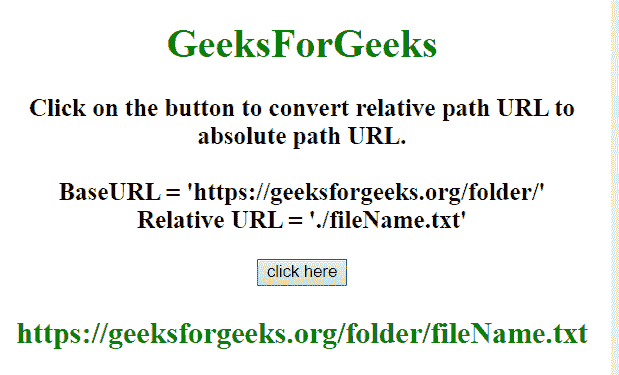 GeeksForGeeks
Click on the button to convert relative path URL to
absolute path URL.
BaseURL = 'https://geeksforgeeks.org/folder/'
Relative URL = './fileName.txt'
click here
https://geeksforgeeks.org/folder/fileName.txt